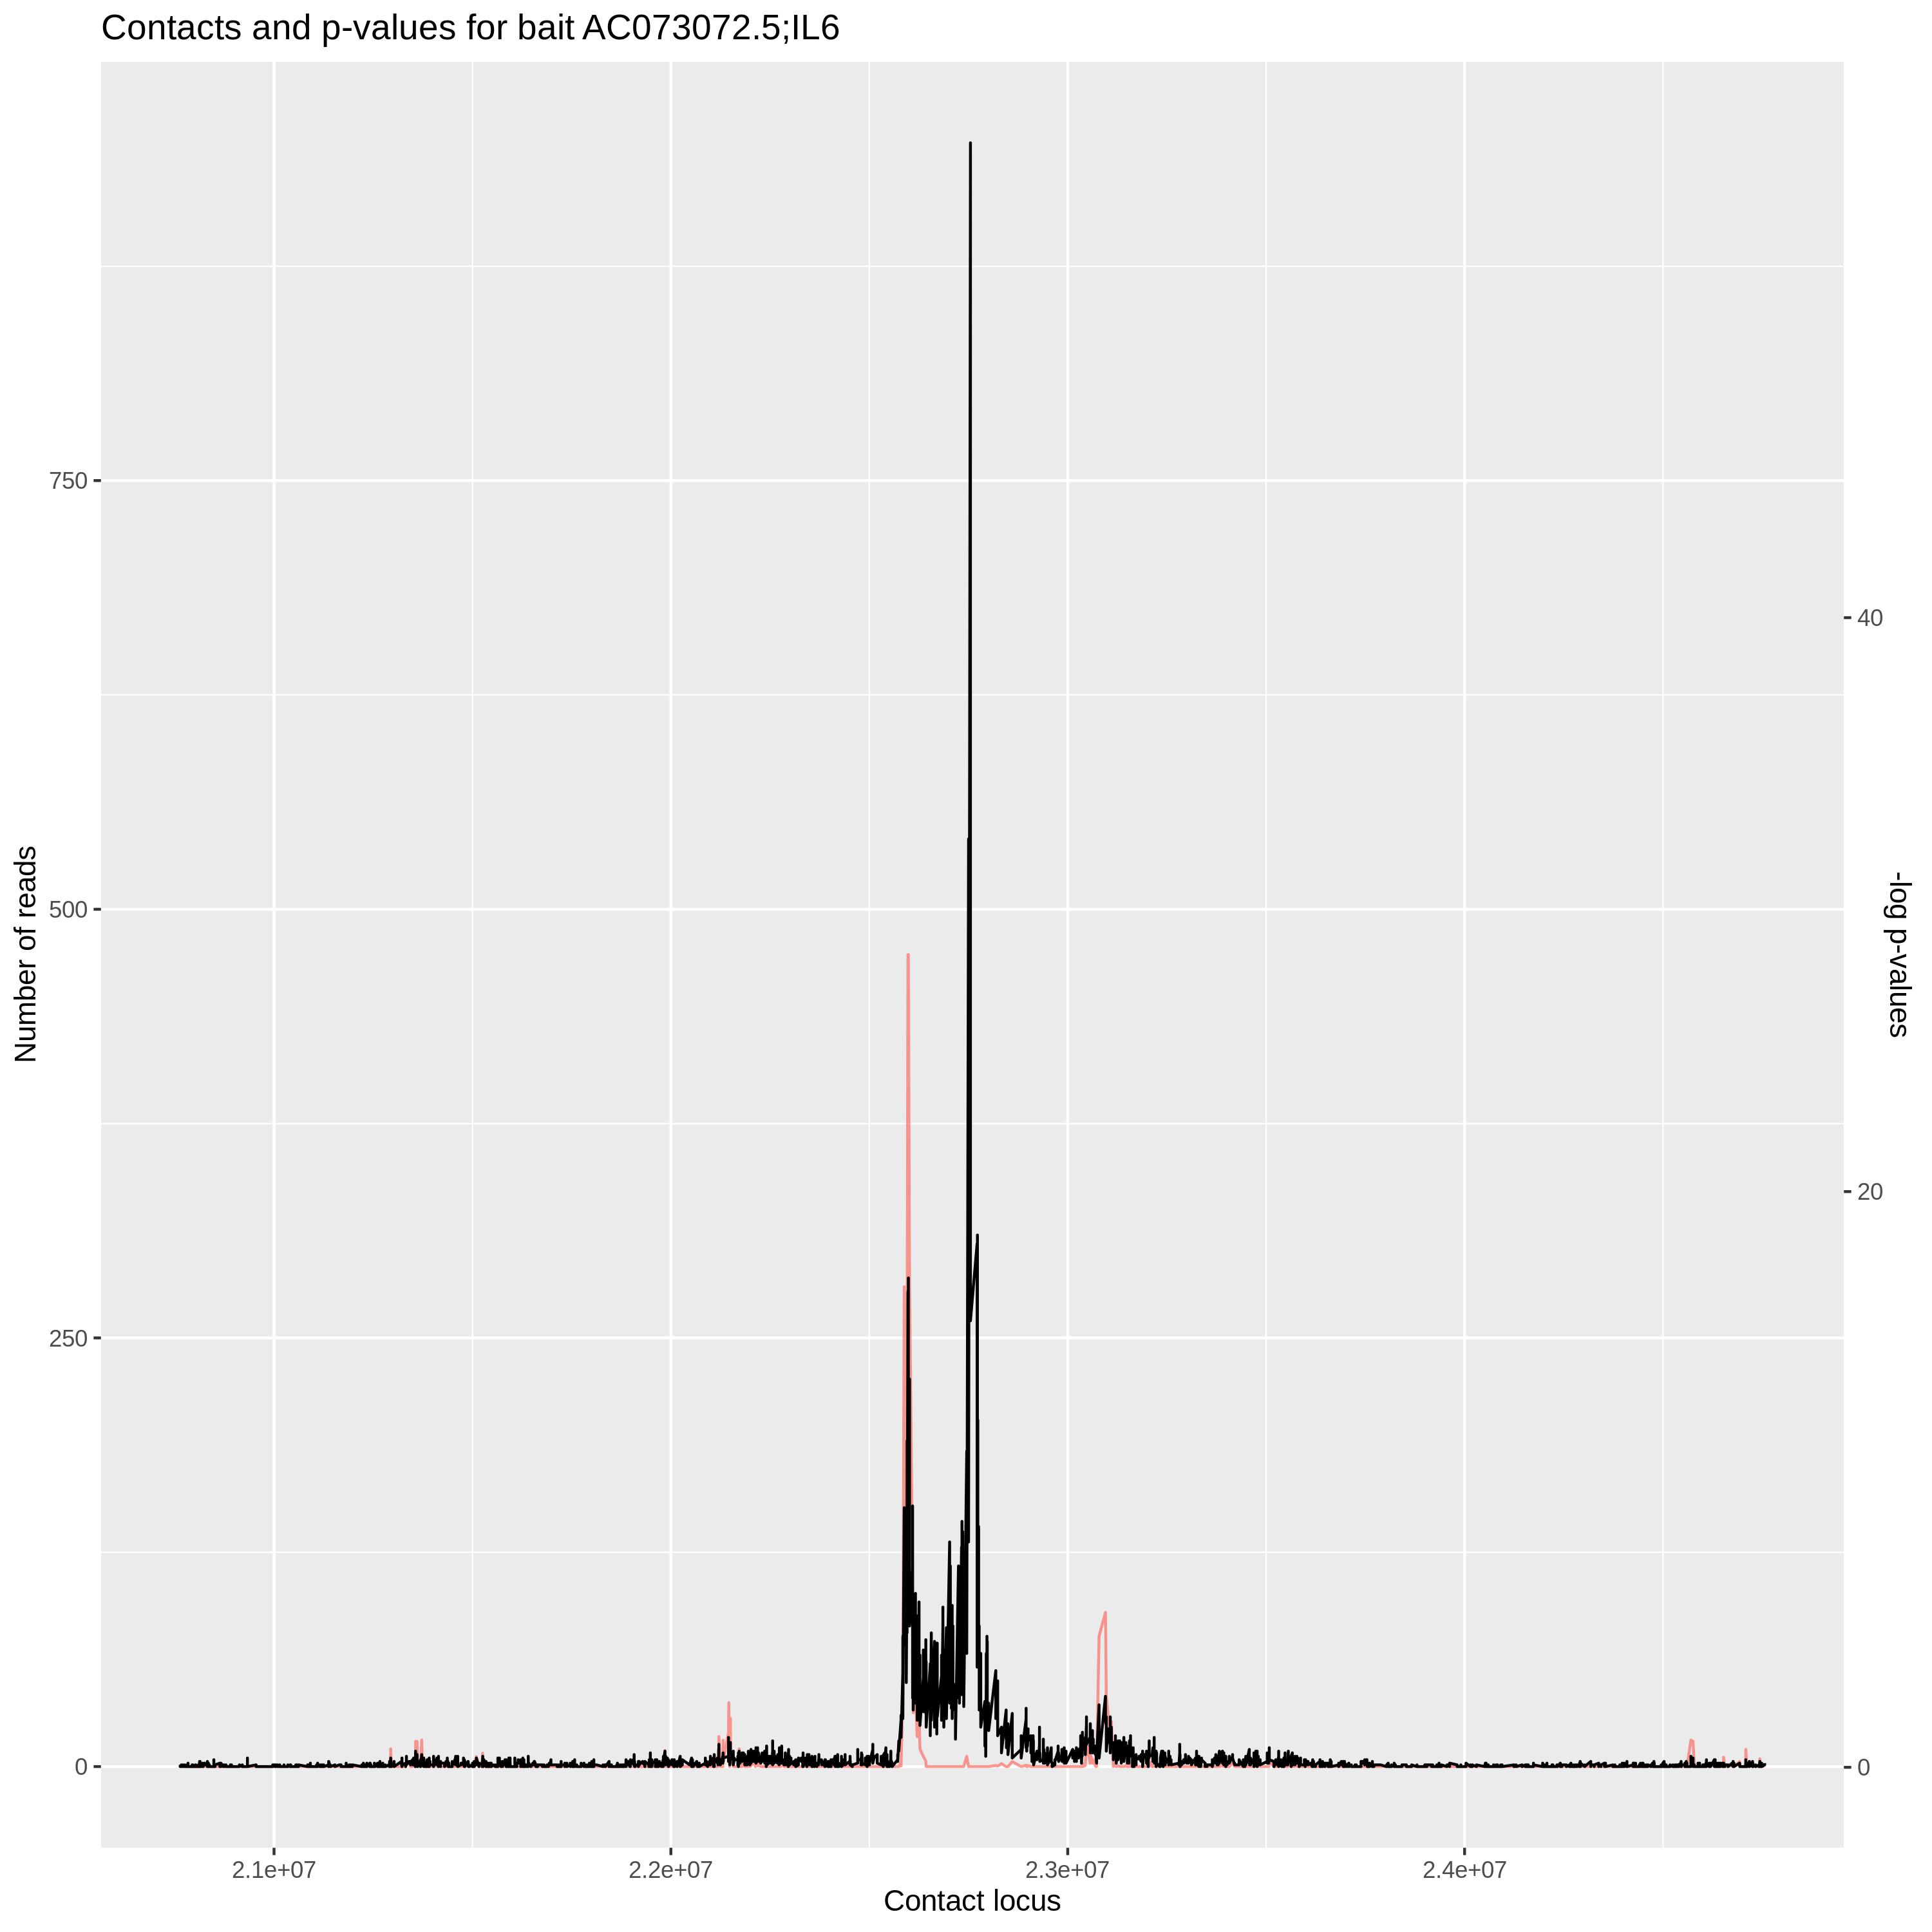 Contacts and p-values for bait AC073072.5;IL6
Number of reads
750
500
250
0
40
20
0
-log p-values
2.1e+07
2.2e+07
2.3e+07
2.4e+07
Contact locus